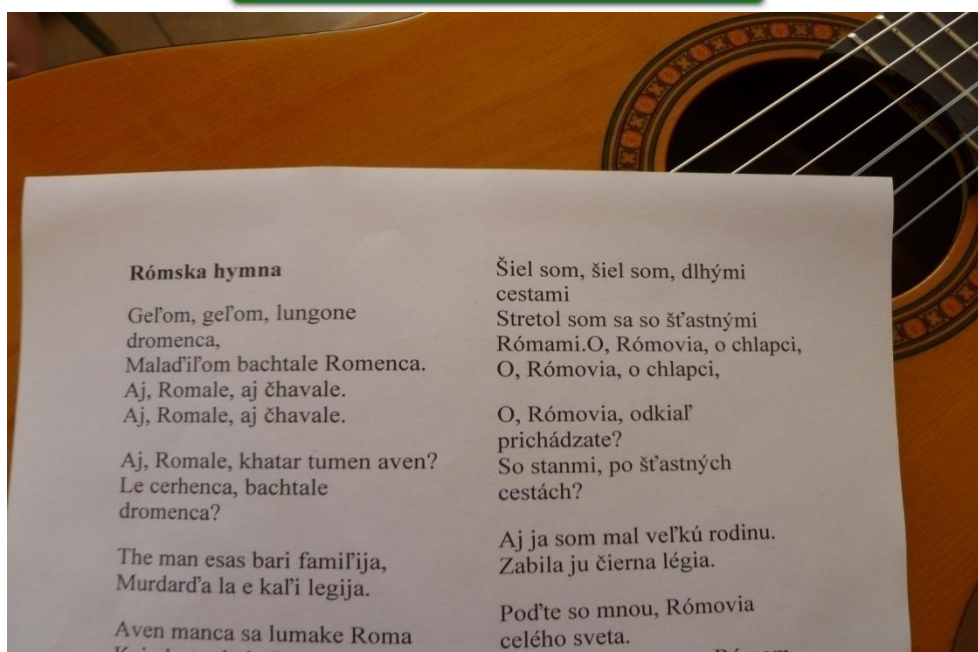 Rómska hymna
Geľom, geľom, lungone
dromenca,
Malaďiľom bachtale Romenca.
Aj, Romale, aj čhavale.
Aj, Romale, aj čhavale.
Aj, Romale, khatar tumen aven?
Le cerhenca, bachtale
dromenca?
The man esas bari famiľija,
Murdarďa la e kaľi legija.
Aven manca sa lumake Roma
Šiel som, šiel som, dlhými
cestami
Stretol som sa so šťastnými
Rómami.O, Rómovia, o chlapci,
O, Rómovia, o chlapci,
O, Rómovia, odkiaľ
prichádzate?
So stanmi, po šťastných
cestách?
Aj ja som mal veľkú rodinu.
Zabila ju čierna légia.
Poďte so mnou, Rómovia
celého sveta.